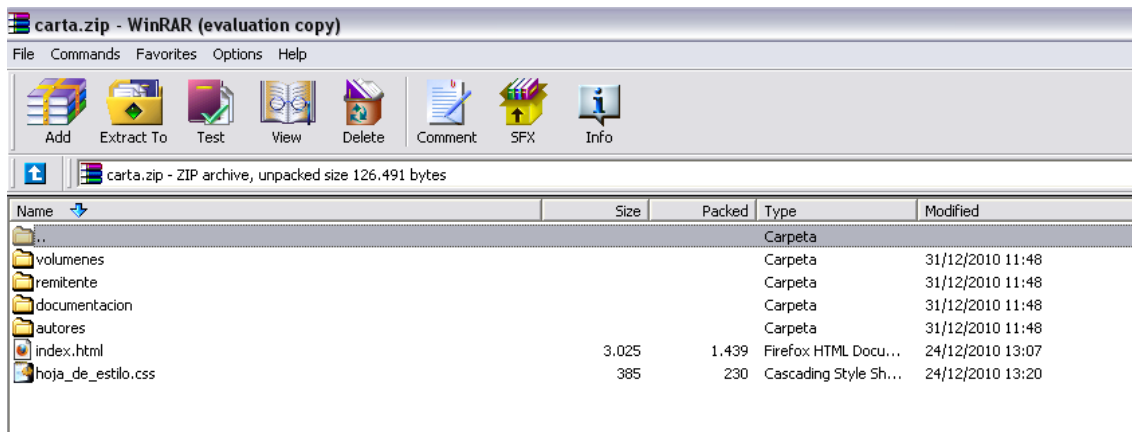 carta.zip - WinRAR (evaluation copy)
File Commands Favorites Options Help
Add Extract To Test View Delete Comment SFX Info
carta.zip - ZIP archive, unpacked size 126.491 bytes
Name Size Packed Type Modified
.. Carpeta
volumenes Carpeta 31/12/2010 11:48
remitente Carpeta 31/12/2010 11:48
documentacion Carpeta 31/12/2010 11:48
autores Carpeta 31/12/2010 11:48
index.html 3.025 1.439 Firefox HTML Docu... 24/12/2010 13:07
hoja_de_estilo.css 385 230 Cascading Style Sh... 24/12/2010 13:20